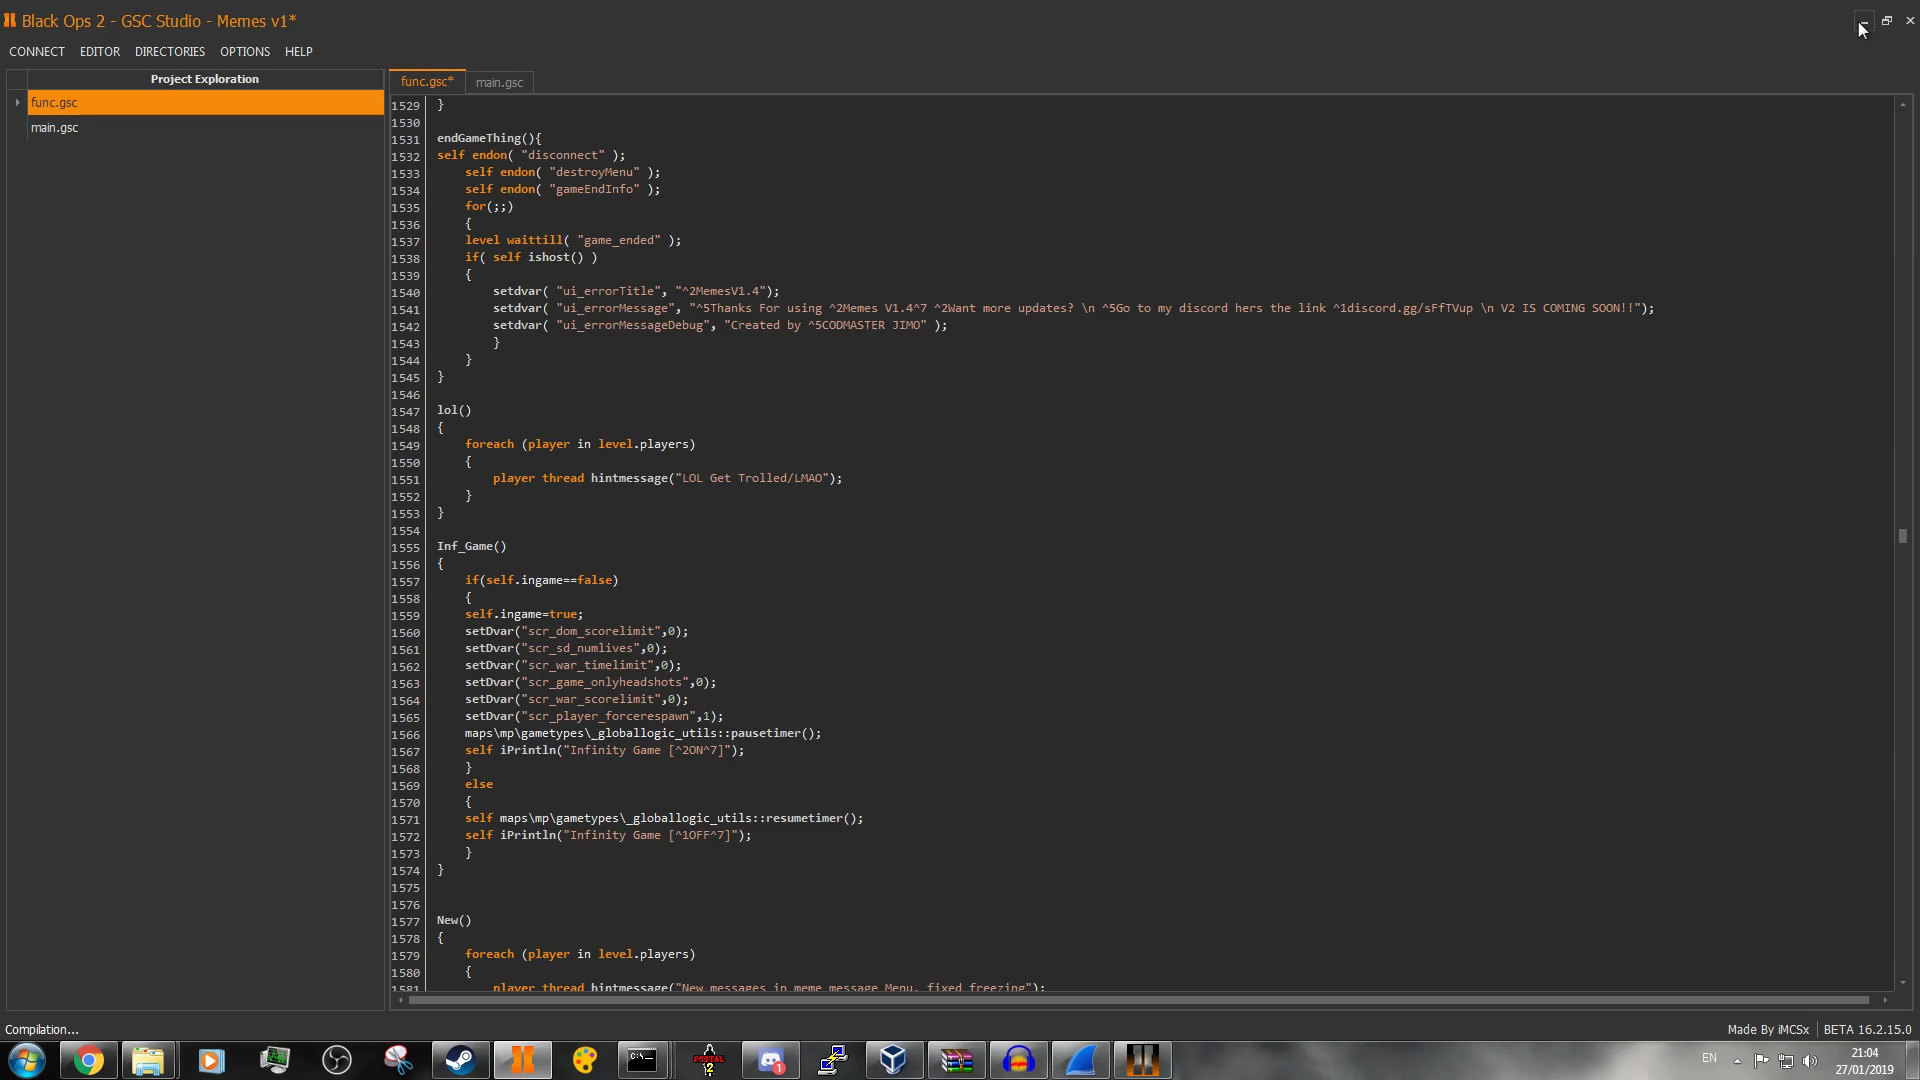 Black Ops 2 - GSC Studio - Memes v1*
CONNECT EDITOR DIRECTORIES OPTIONS HELP
Project Exploration
func.gsc
main.gsc
func.gsc* main.gsc
1529 }
1530
1531 endGameThing(){
1532 self endon( "disconnect" );
1533 self endon( "destroyMenu" );
1534 self endon( "gameEndInfo" );
1535 for(;;)
1536 {
1537 level waittill( "game_ended" );
1538 if( self ishost() )
1539 {
1540 setdvar( "ui_errorTitle", "^2MemesV1.4");
1541 setdvar( "ui_errorMessage", "^5Thanks For using ^2Memes V1.4^7 ^2Want more updates? \n ^5Go to my discord hers the link ^1discord.gg/sFfTVup \n V2 IS COMING SOON!!");
1542 setdvar( "ui_errorMessageDebug", "Created by ^5CODMASTER JIMO" );
1543 }
1544 }
1545 }
1546
1547 lol()
1548 {
1549 foreach (player in level.players)
1550 {
1551 player thread hintmessage("LOL Get Trolled/LMAO");
1552 }
1553 }
1554
1555 Inf_Game()
1556 {
1557 if(self.ingame==false)
1558 {
1559 self.ingame=true;
1560 setDvar("scr_dom_scorelimit",0);
1561 setDvar("scr_sd_numlives",0);
1562 setDvar("scr_war_timelimit",0);
1563 setDvar("scr_game_onlyheadshots",0);
1564 setDvar("scr_war_scorelimit",0);
1565 setDvar("scr_player_forcerespawn",1);
1566 maps\mp\gametypes\_globallogic_utils::pausetimer();
1567 self iPrintln("Infinity Game [^2ON^7]");
1568 }
1569 else
1570 {
1571 self maps\mp\gametypes\_globallogic_utils::resumetimer();
1572 self iPrintln("Infinity Game [^1OFF^7]");
1573 }
1574 }
1575
1576
1577 New()
1578 {
1579 foreach (player in level.players)
1580 {
1581 player thread hintmessage("New messages in meme message Menu, fixed freezing");
Compilation...
Made By iMCSx BETA 16.2.15.0
C:\
POSTAL
2
1
EN
21:04
27/01/2019